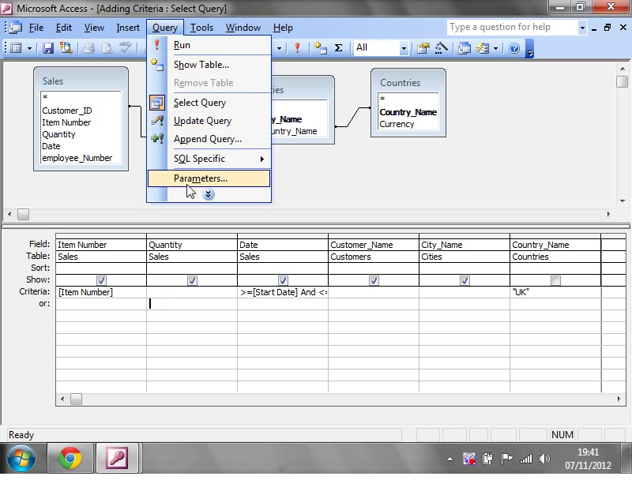 Microsoft Access - [Adding Criteria : Select Query]
File Edit View Insert Query Tools Window Help
Type a question for help
All
Run
Show Table...
Remove Table
Select Query
Update Query
Append Query...
SQL Specific
Parameters...
Sales
*
Customer_ID
Item Number
Quantity
Date
employee_Number
Countries
*
Country_Name
Currency
Field: Item Number Quantity Date Customer_Name City_Name Country_Name
Table: Sales Sales Sales Customers Cities Countries
Sort:
Show:
Criteria: [Item Number] >=[Start Date] And <= "UK"
or:
Ready
NUM
19:41
07/11/2012